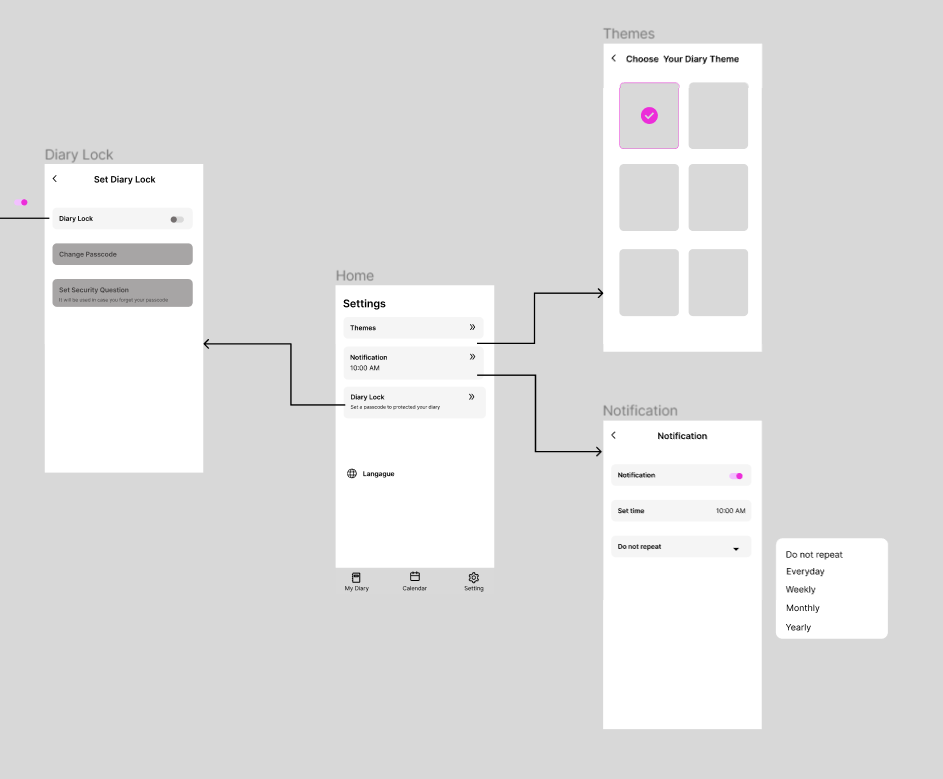 Themes
Choose Your Diary Theme
Diary Lock
Set Diary Lock
Diary Lock
Change Passcode
Set Security Question
It will be used in case you forget your passcode
Home
Settings
Themes
Notification
10:00 AM
Diary Lock
Set a passcode to protected your diary
Langague
My Diary
Calendar
Setting
Notification
Notification
Notification
Set time
10:00 AM
Do not repeat
Do not repeat
Everyday
Weekly
Monthly
Yearly